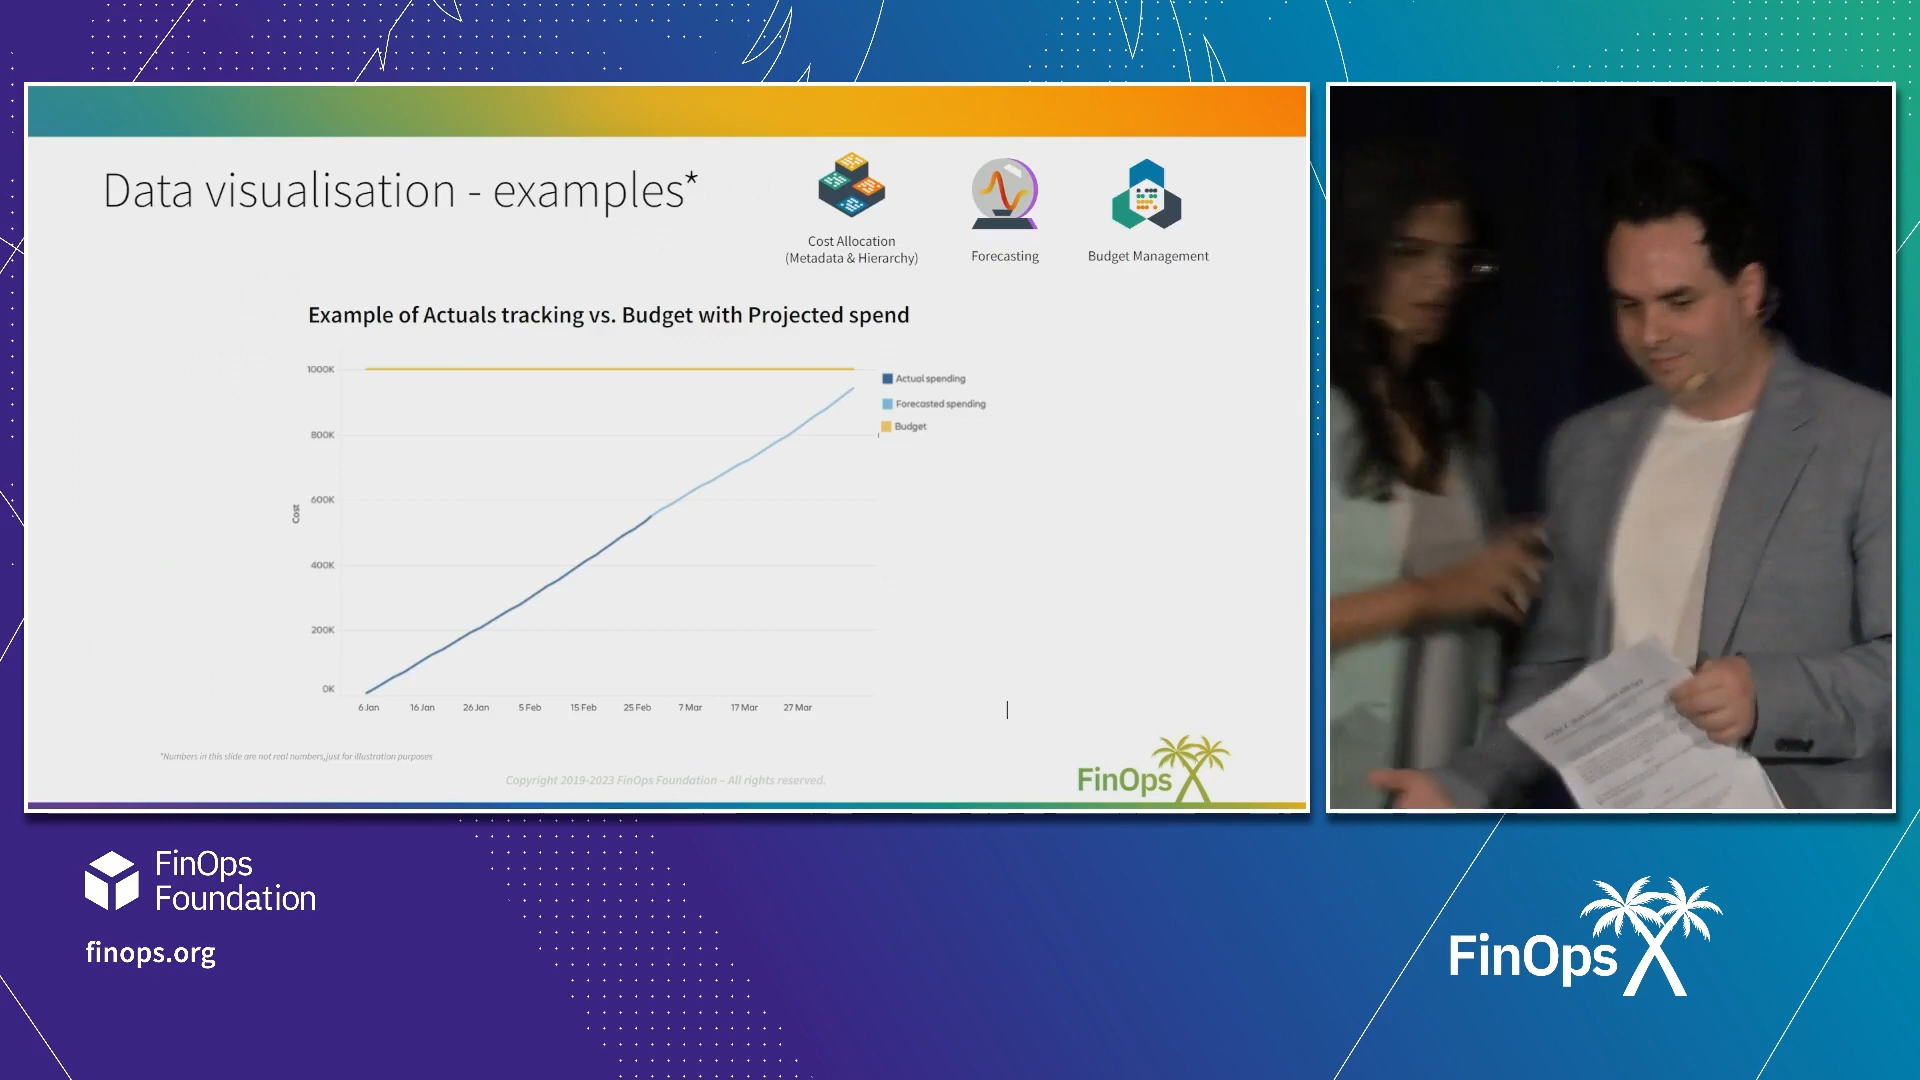 Data visualisation - examples*
Cost Allocation
(Metadata & Hierarchy)
Forecasting
Budget Management
Example of Actuals tracking vs. Budget with Projected spend
1000K
800K
600K
400K
200K
0K
Cost
6 Jan
16 Jan
26 Jan
5 Feb
15 Feb
25 Feb
7 Mar
17 Mar
27 Mar
Actual spending
Forecasted spending
Budget
*Numbers in this slide are not real numbers,just for illustration purposes
Copyright 2019-2023 FinOps Foundation – All rights reserved.
FinOps X
FinOps
Foundation
finops.org
FinOps X